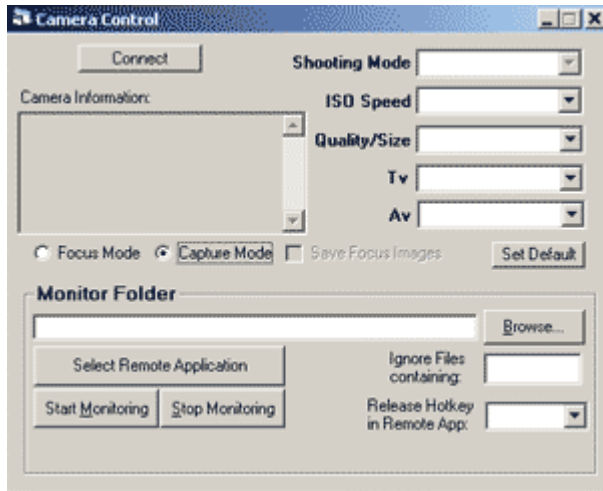 Camera Control
Connect
Shooting Mode
Camera Information:
ISO Speed
Quality/Size
Tv
Av
Focus Mode Capture Mode Save Focus Images Set Default
Monitor Folder
Browse...
Select Remote Application
Ignore Files
containing:
Start Monitoring Stop Monitoring
Release Hotkey
in Remote App: